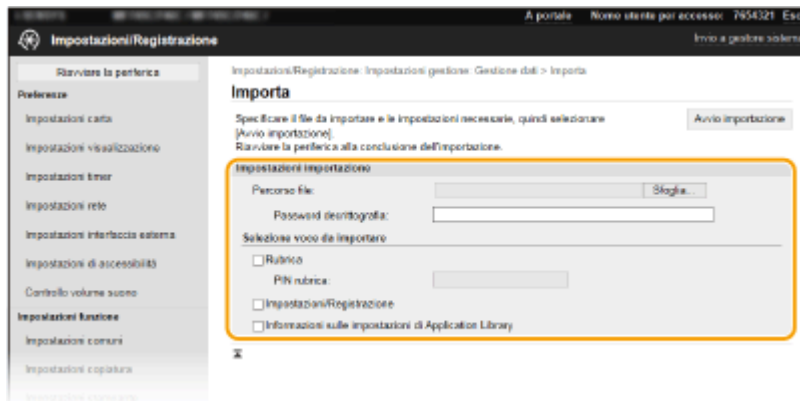 A portale Nome utente per accesso: 7654321 Esc
Impostazioni/Registrazione
Invio a gestore sistema
Riavviare la periferica
Preferenze
Impostazioni carta
Impostazioni visualizzazione
Impostazioni timer
Impostazioni rete
Impostazioni interfaccia esterna
Impostazioni di accessibilità
Controllo volume suono
Impostazioni funzione
Impostazioni comuni
Impostazioni copiatura
Impostazioni/Registrazione: Impostazioni gestione: Gestione dati > Importa
Importa
Specificare il file da importare e le impostazioni necessarie, quindi selezionare
[Avvio importazione].
Riavviare la periferica alla conclusione dell'importazione.
Avvio importazione
Impostazioni importazione
Percorso file:
Sfoglia...
Password decrittografia:
Selezione voce da importare
Rubrica
PIN rubrica:
Impostazioni/Registrazione
Informazioni sulle impostazioni di Application Library